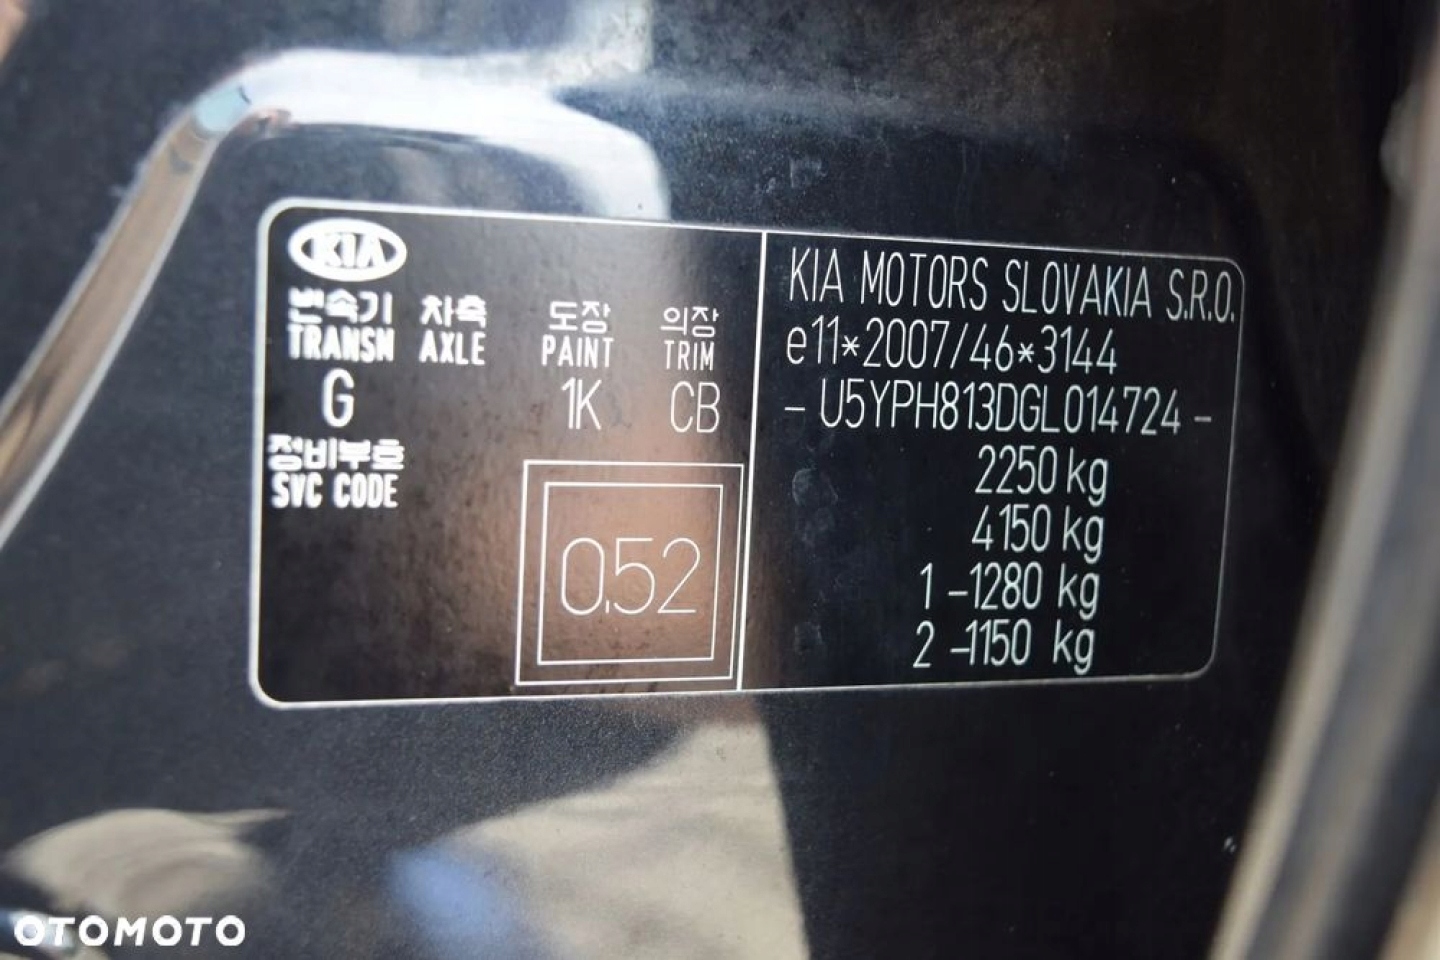 KIA
변속기 차축 도장 의장
TRANSM AXLE PAINT TRIM
G 1K CB
정비부호
SVC CODE
0.52
KIA MOTORS SLOVAKIA S.R.O.
e11*2007/46*3144
- U5YPH813DGL014724 -
2250 kg
4150 kg
1 -1280 kg
2 -1150 kg
OTOMOTO